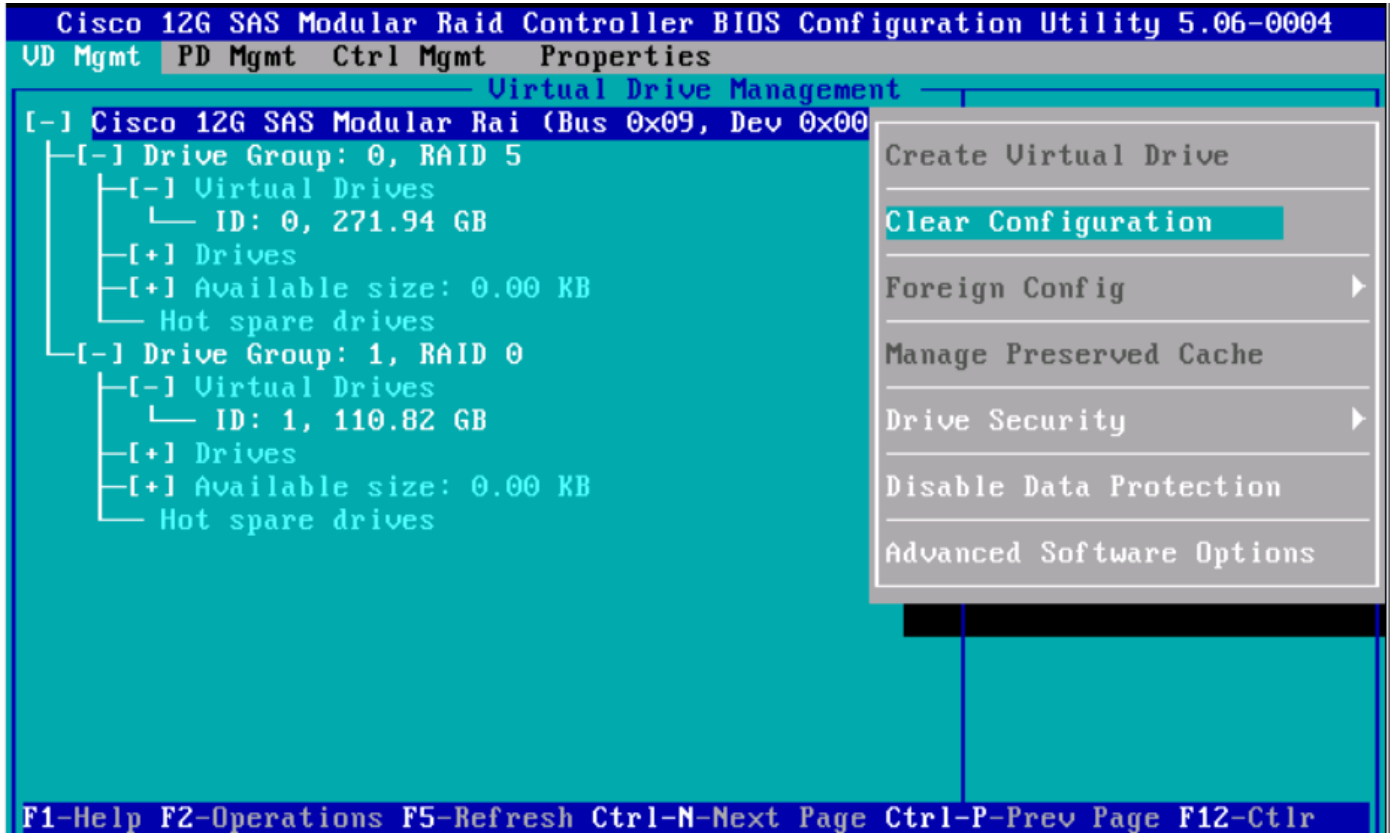 Cisco 12G SAS Modular Raid Controller BIOS Configuration Utility 5.06-0004
VD Mgmt PD Mgmt Ctrl Mgmt Properties
Virtual Drive Management
[-] Cisco 12G SAS Modular Rai (Bus 0x09, Dev 0x00
[-] Drive Group: 0, RAID 5
[-] Virtual Drives
ID: 0, 271.94 GB
[+] Drives
[+] Available size: 0.00 KB
Hot spare drives
[-] Drive Group: 1, RAID 0
[-] Virtual Drives
ID: 1, 110.82 GB
[+] Drives
[+] Available size: 0.00 KB
Hot spare drives
Create Virtual Drive
Clear Configuration
Foreign Config
Manage Preserved Cache
Drive Security
Disable Data Protection
Advanced Software Options
F1-Help F2-Operations F5-Refresh Ctrl-N-Next Page Ctrl-P-Prev Page F12-Ctlr